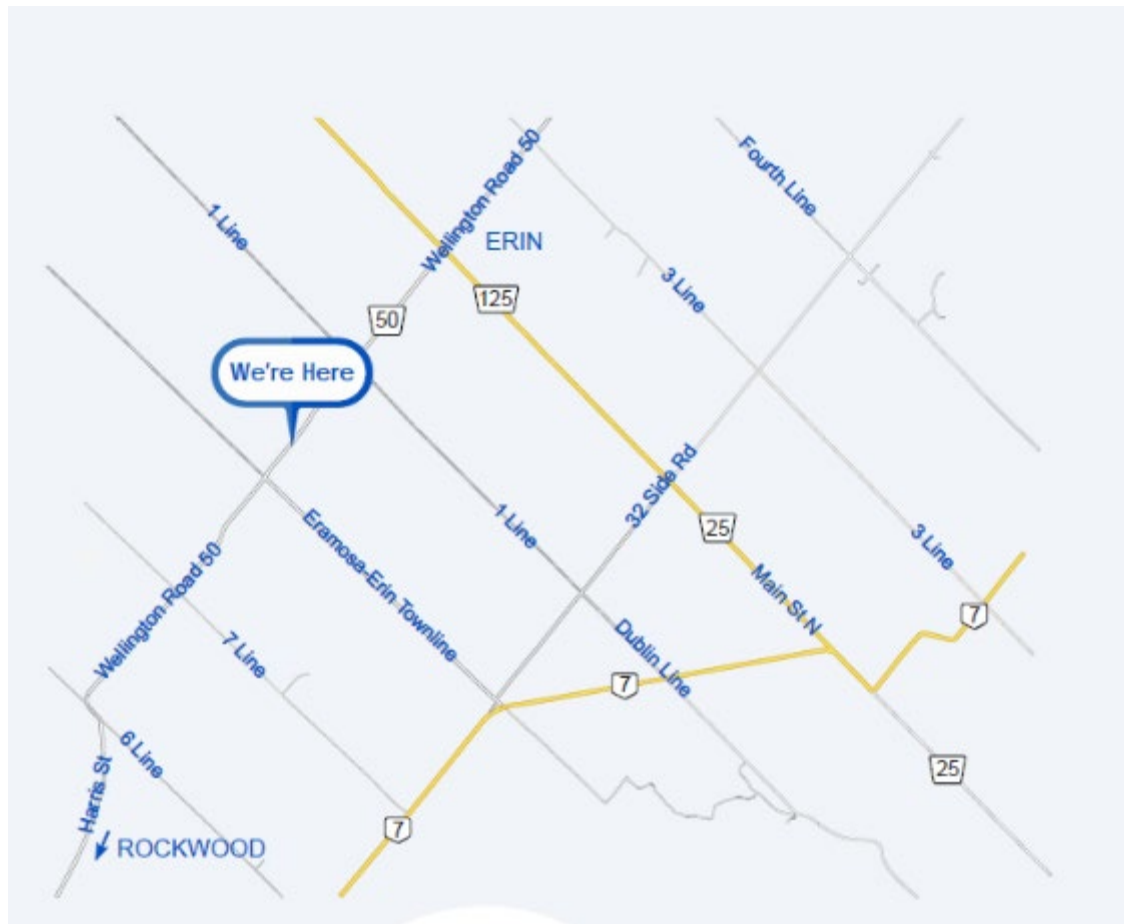 Fourth Line
Wellington Road 50
1 Line
ERIN
3 Line
125
50
We're Here
32 Side Rd
1 Line
25
Eramosa-Erin Townline
3 Line
Main St N
Wellington Road 50
7
7 Line
Dublin Line
7
6 Line
25
Harris St
7
ROCKWOOD